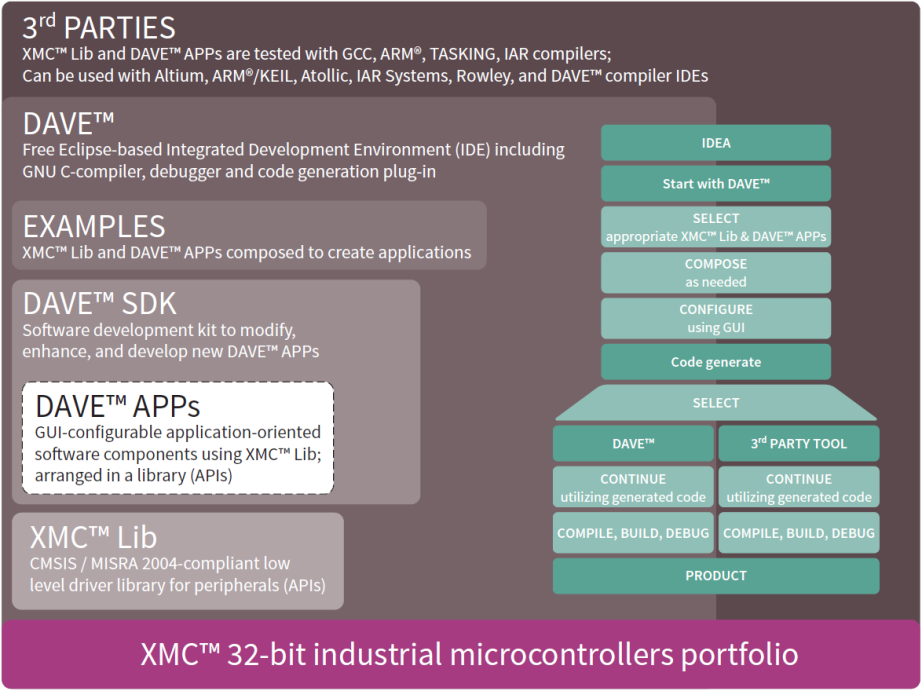 3rd PARTIES
XMC™ Lib and DAVE™ APPs are tested with GCC, ARM®, TASKING, IAR compilers;
Can be used with Altium, ARM®/KEIL, Atollic, IAR Systems, Rowley, and DAVE™ compiler IDEs
DAVE™
Free Eclipse-based Integrated Development Environment (IDE) including
GNU C-compiler, debugger and code generation plug-in
EXAMPLES
XMC™ Lib and DAVE™ APPs composed to create applications
DAVE™ SDK
Software development kit to modify,
enhance, and develop new DAVE™ APPs
DAVE™ APPs
GUI-configurable application-oriented
software components using XMC™ Lib;
arranged in a library (APIs)
XMC™ Lib
CMSIS / MISRA 2004-compliant low
level driver library for peripherals (APIs)
IDEA
Start with DAVE™
SELECT
appropriate XMC™ Lib & DAVE™ APPs
COMPOSE
as needed
CONFIGURE
using GUI
Code generate
SELECT
DAVE™
3rd PARTY TOOL
CONTINUE
utilizing generated code
CONTINUE
utilizing generated code
COMPILE, BUILD, DEBUG
COMPILE, BUILD, DEBUG
PRODUCT
XMC™ 32-bit industrial microcontrollers portfolio